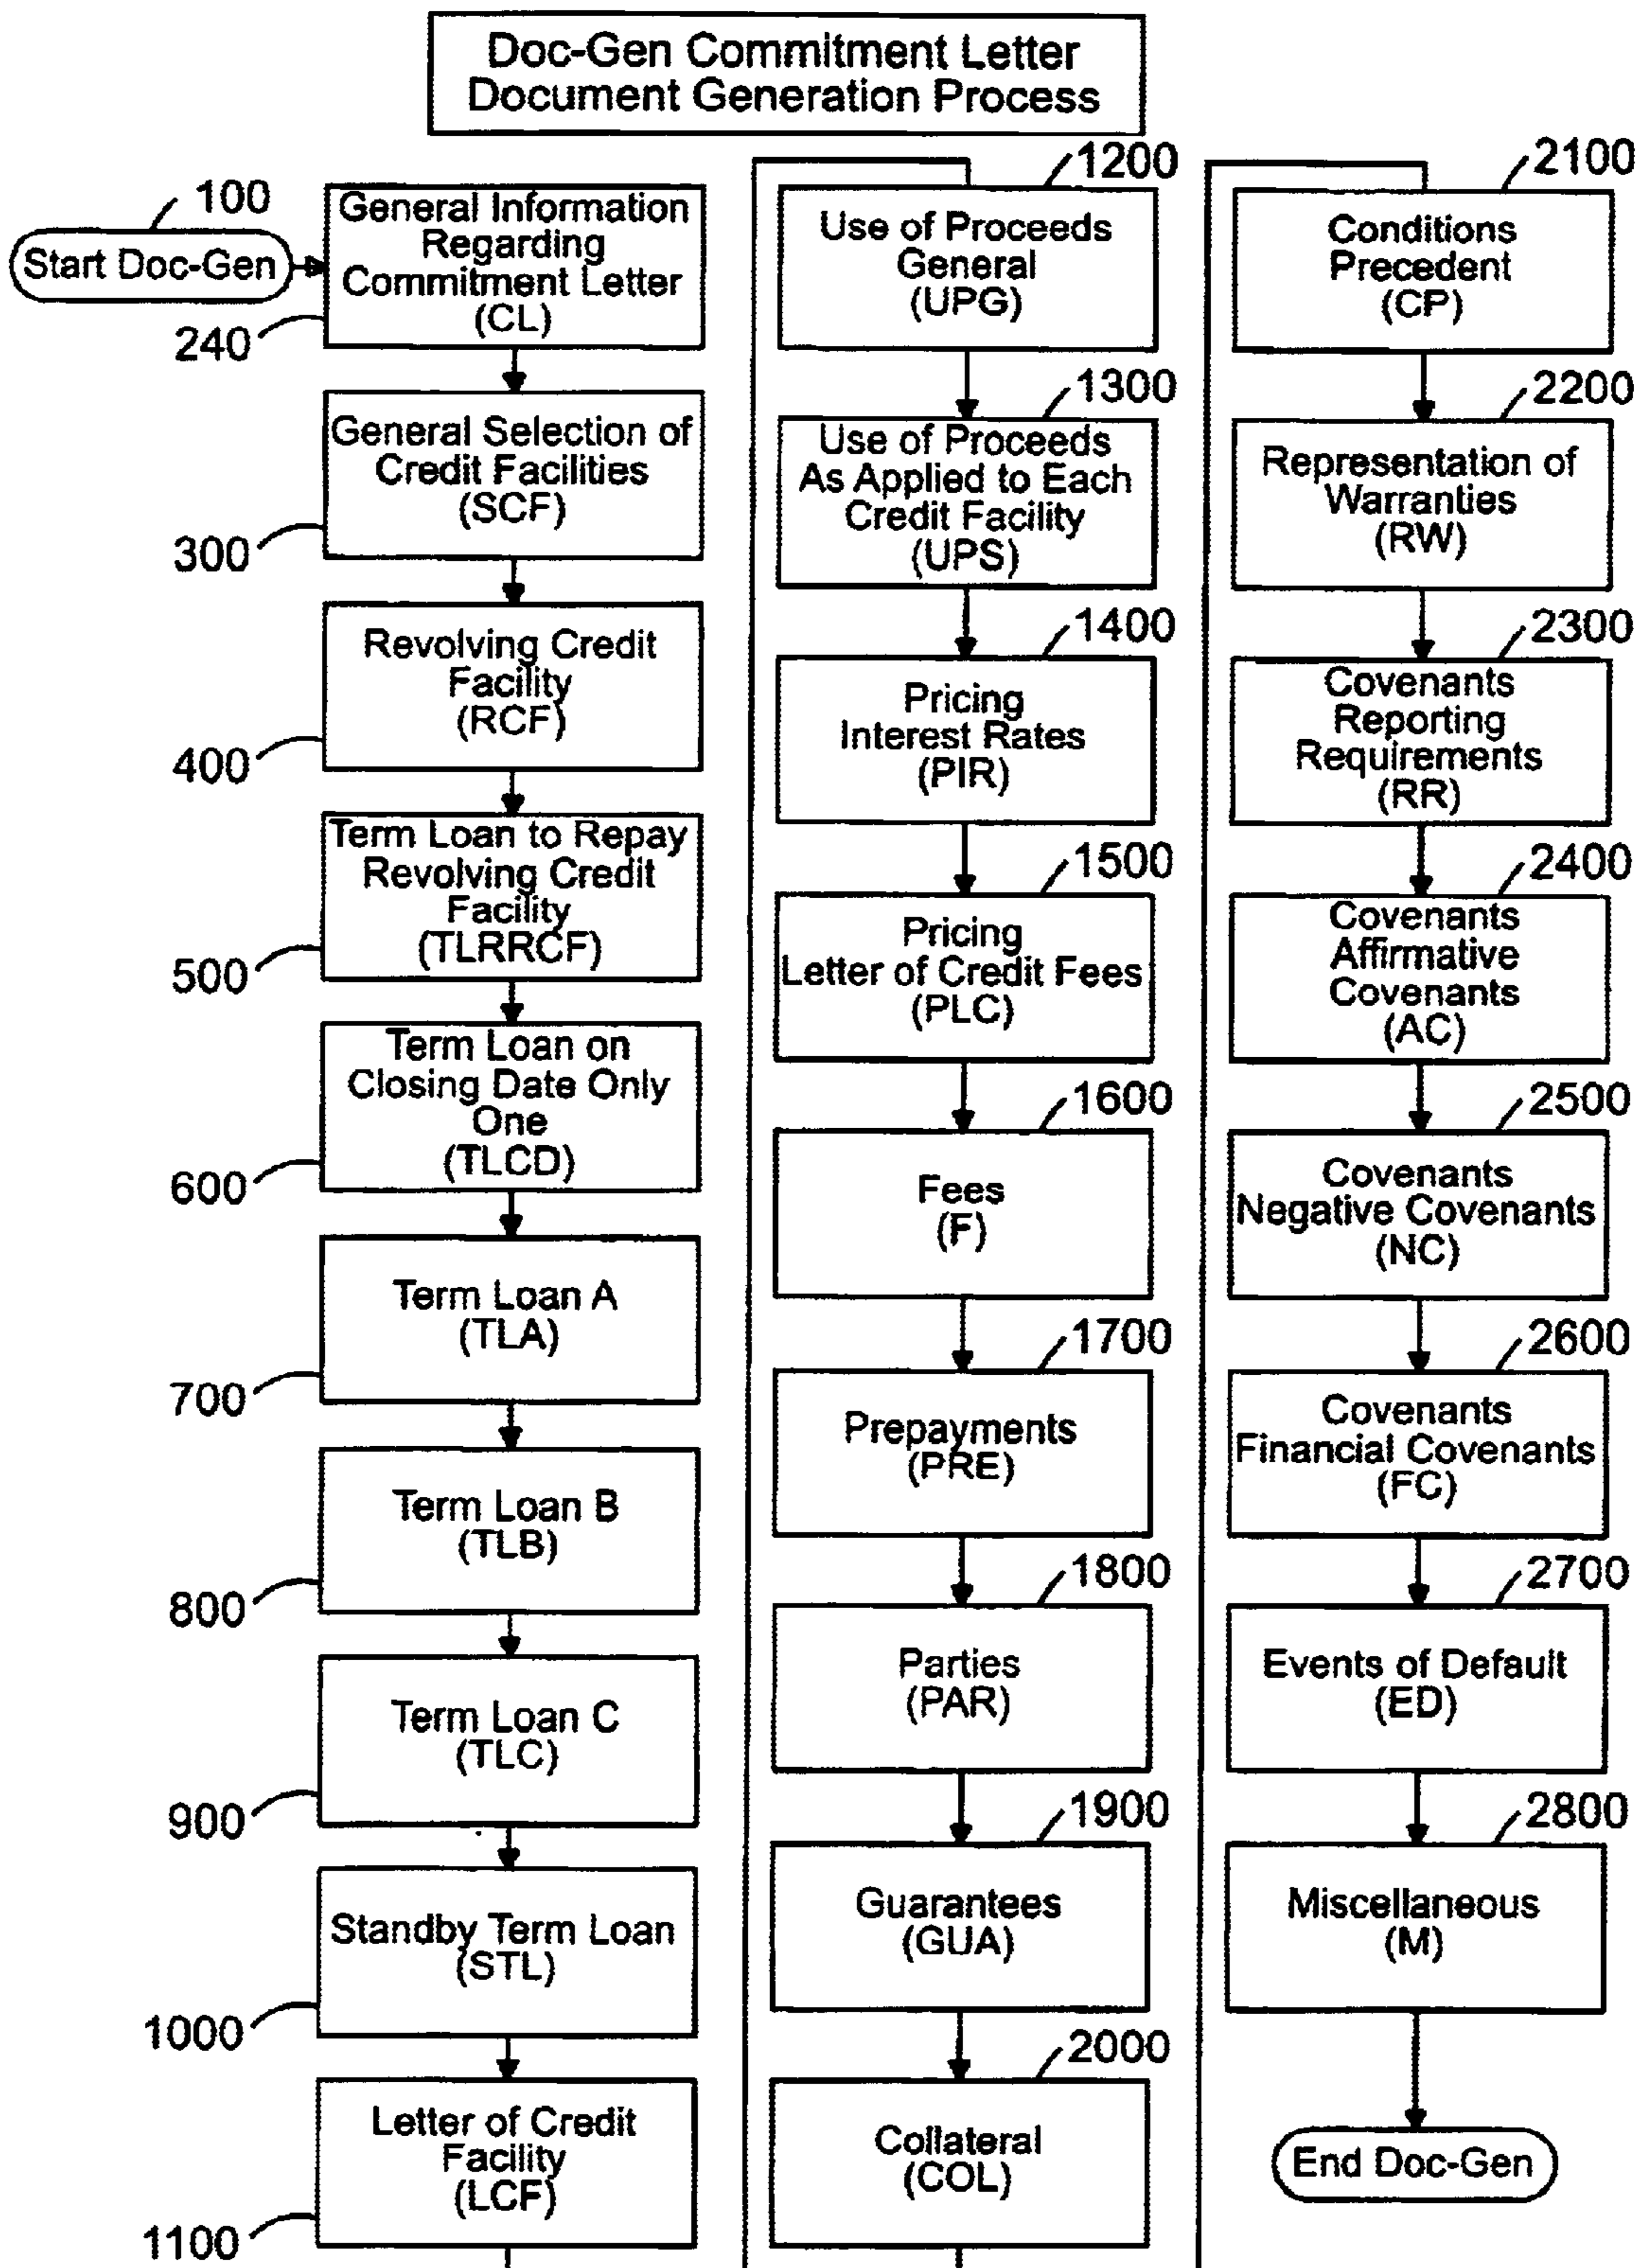 Doc-Gen Commitment Letter
Document Generation Process
100
Start Doc-Gen
General Information
Regarding
Commitment Letter
(CL)
240
General Selection of
Credit Facilities
(SCF)
300
Revolving Credit
Facility
(RCF)
400
Term Loan to Repay
Revolving Credit
Facility
(TLRRCF)
500
Term Loan on
Closing Date Only
One
(TLCD)
600
Term Loan A
(TLA)
700
Term Loan B
(TLB)
800
Term Loan C
(TLC)
900
Standby Term Loan
(STL)
1000
Letter of Credit
Facility
(LCF)
1100
1200
Use of Proceeds
General
(UPG)
1300
Use of Proceeds
As Applied to Each
Credit Facility
(UPS)
1400
Pricing
Interest Rates
(PIR)
1500
Pricing
Letter of Credit Fees
(PLC)
1600
Fees
(F)
1700
Prepayments
(PRE)
1800
Parties
(PAR)
1900
Guarantees
(GUA)
2000
Collateral
(COL)
2100
Conditions
Precedent
(CP)
2200
Representation of
Warranties
(RW)
2300
Covenants
Reporting
Requirements
(RR)
2400
Covenants
Affirmative
Covenants
(AC)
2500
Covenants
Negative Covenants
(NC)
2600
Covenants
Financial Covenants
(FC)
2700
Events of Default
(ED)
2800
Miscellaneous
(M)
End Doc-Gen